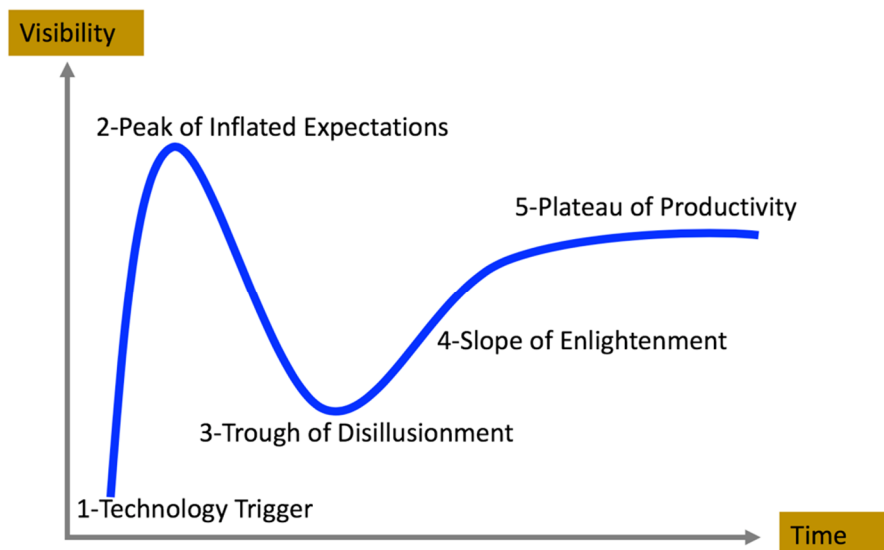 Visibility
2-Peak of Inflated Expectations
5-Plateau of Productivity
4-Slope of Enlightenment
3-Trough of Disillusionment
1-Technology Trigger
Time